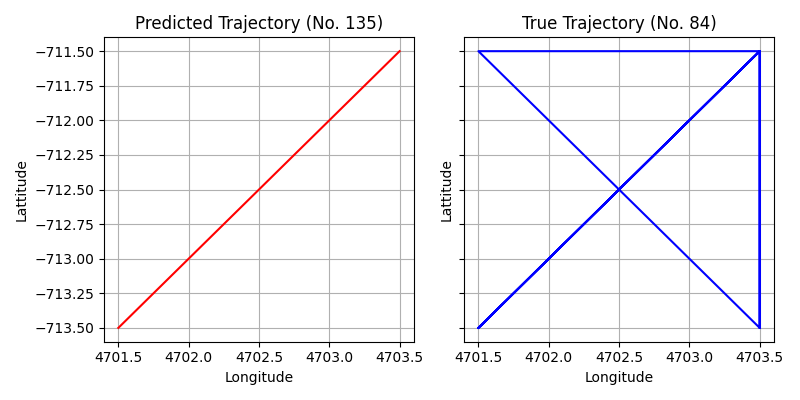 Predicted Trajectory (No. 135)
True Trajectory (No. 84)
Lattitude
−711.50
−711.75
−712.00
−712.25
−712.50
−712.75
−713.00
−713.25
−713.50
4701.5 4702.0 4702.5 4703.0 4703.5
Longitude
Lattitude
4701.5 4702.0 4702.5 4703.0 4703.5
Longitude